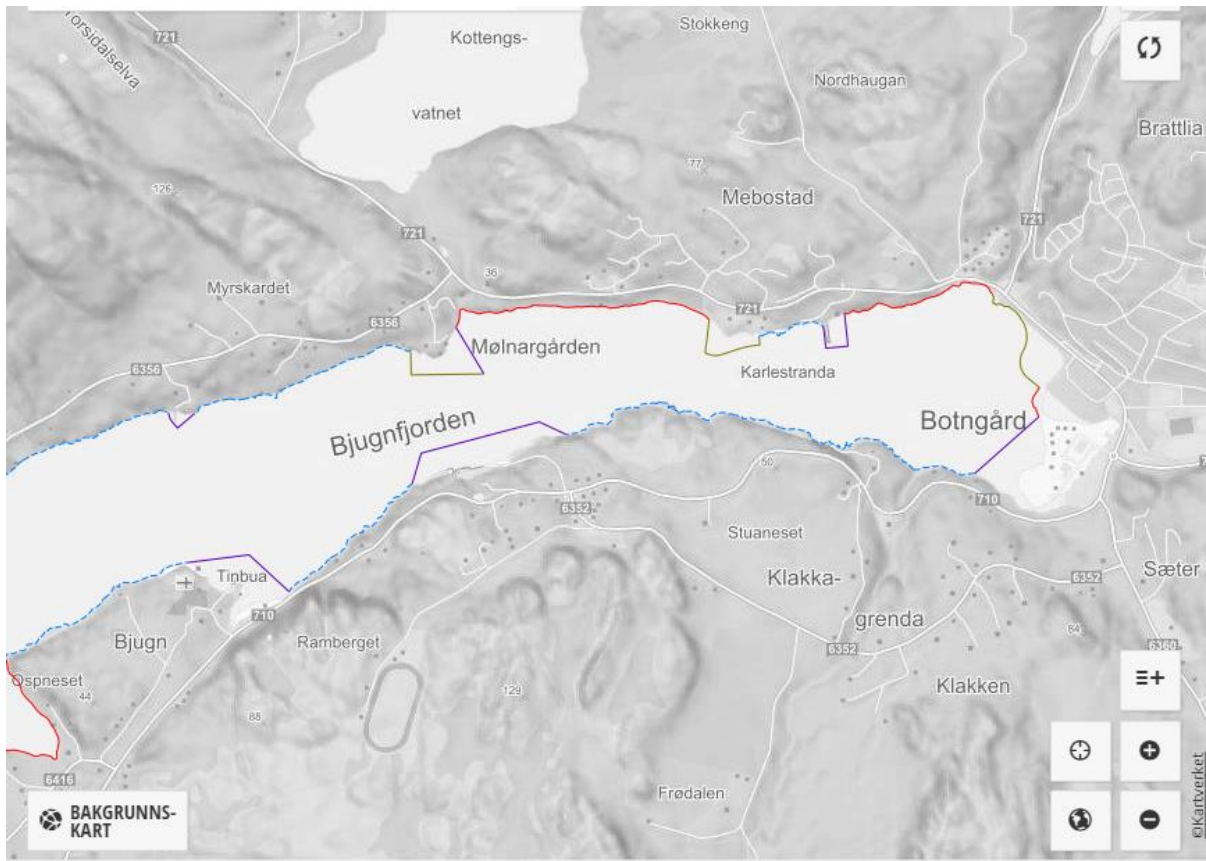 Torsidalselva
721
Kottengs-
vatnet
Stokkeng
Nordhaugan
Brattlia
77
Mebostad
126
721
721
36
Myrskardet
6356
721
6356
Mølnargården
Karlestranda
Bjugnfjorden
Botngård
50
6352
710
Stuaneset
Tinbua
Klakka-
6352
Sæter
710
Bjugn
Ramberget
grenda
84
6352
6360
Ospneset
44
129
Klakken
88
6416
Frødalen
BAKGRUNNS-
KART
©Kartverket